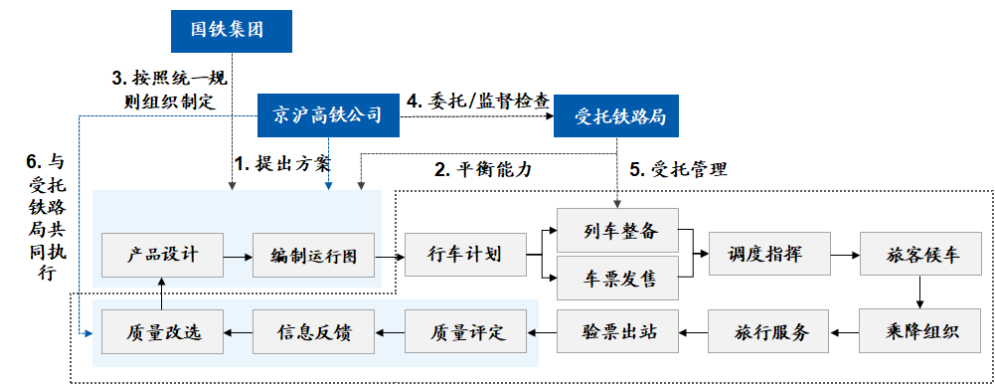 国铁集团
3. 按照统一规
则组织制定
京沪高铁公司
4. 委托/监督检查
受托铁路局
6. 与
受托
铁路
局共
同执
行
1. 提出方案
2. 平衡能力
5. 受托管理
产品设计
编制运行图
行车计划
列车整备
车票发售
调度指挥
旅客候车
质量改选
信息反馈
质量评定
验票出站
旅行服务
乘降组织